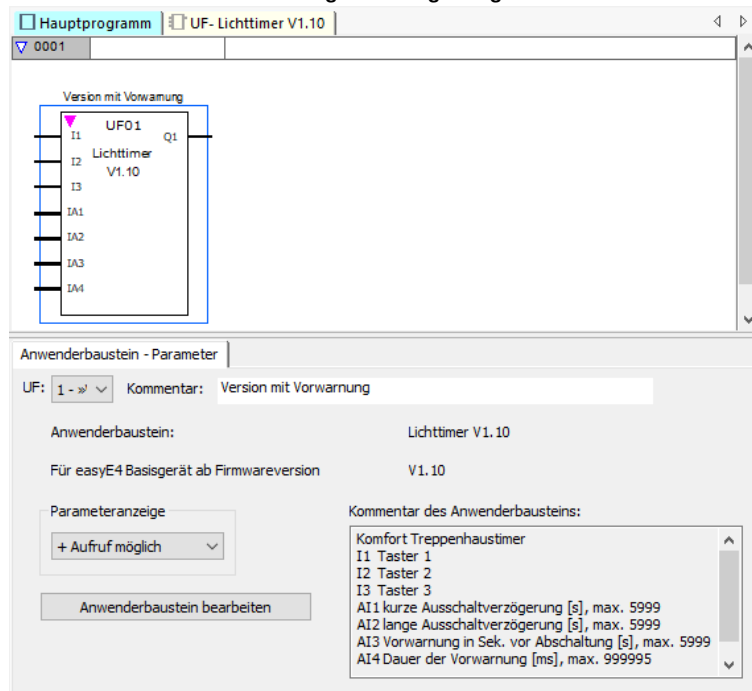 Hauptprogramm UF- Lichttimer V1.10
0001
Version mit Vorwarnung
UF01
I1 Q1
Lichttimer
I2
V1.10
I3
IA1
IA2
IA3
IA4
Anwenderbaustein - Parameter
UF: 1 - »' Kommentar: Version mit Vorwarnung
Anwenderbaustein: Lichttimer V1.10
Für easyE4 Basisgerät ab Firmwareversion V1.10
Parameteranzeige Kommentar des Anwenderbausteins:
+ Aufruf möglich
Anwenderbaustein bearbeiten
Komfort Treppenhaustimer
I1 Taster 1
I2 Taster 2
I3 Taster 3
AI1 kurze Ausschaltverzögerung [s], max. 5999
AI2 lange Ausschaltverzögerung [s], max. 5999
AI3 Vorwarnung in Sek. vor Abschaltung [s], max. 5999
AI4 Dauer der Vorwarnung [ms], max. 999995